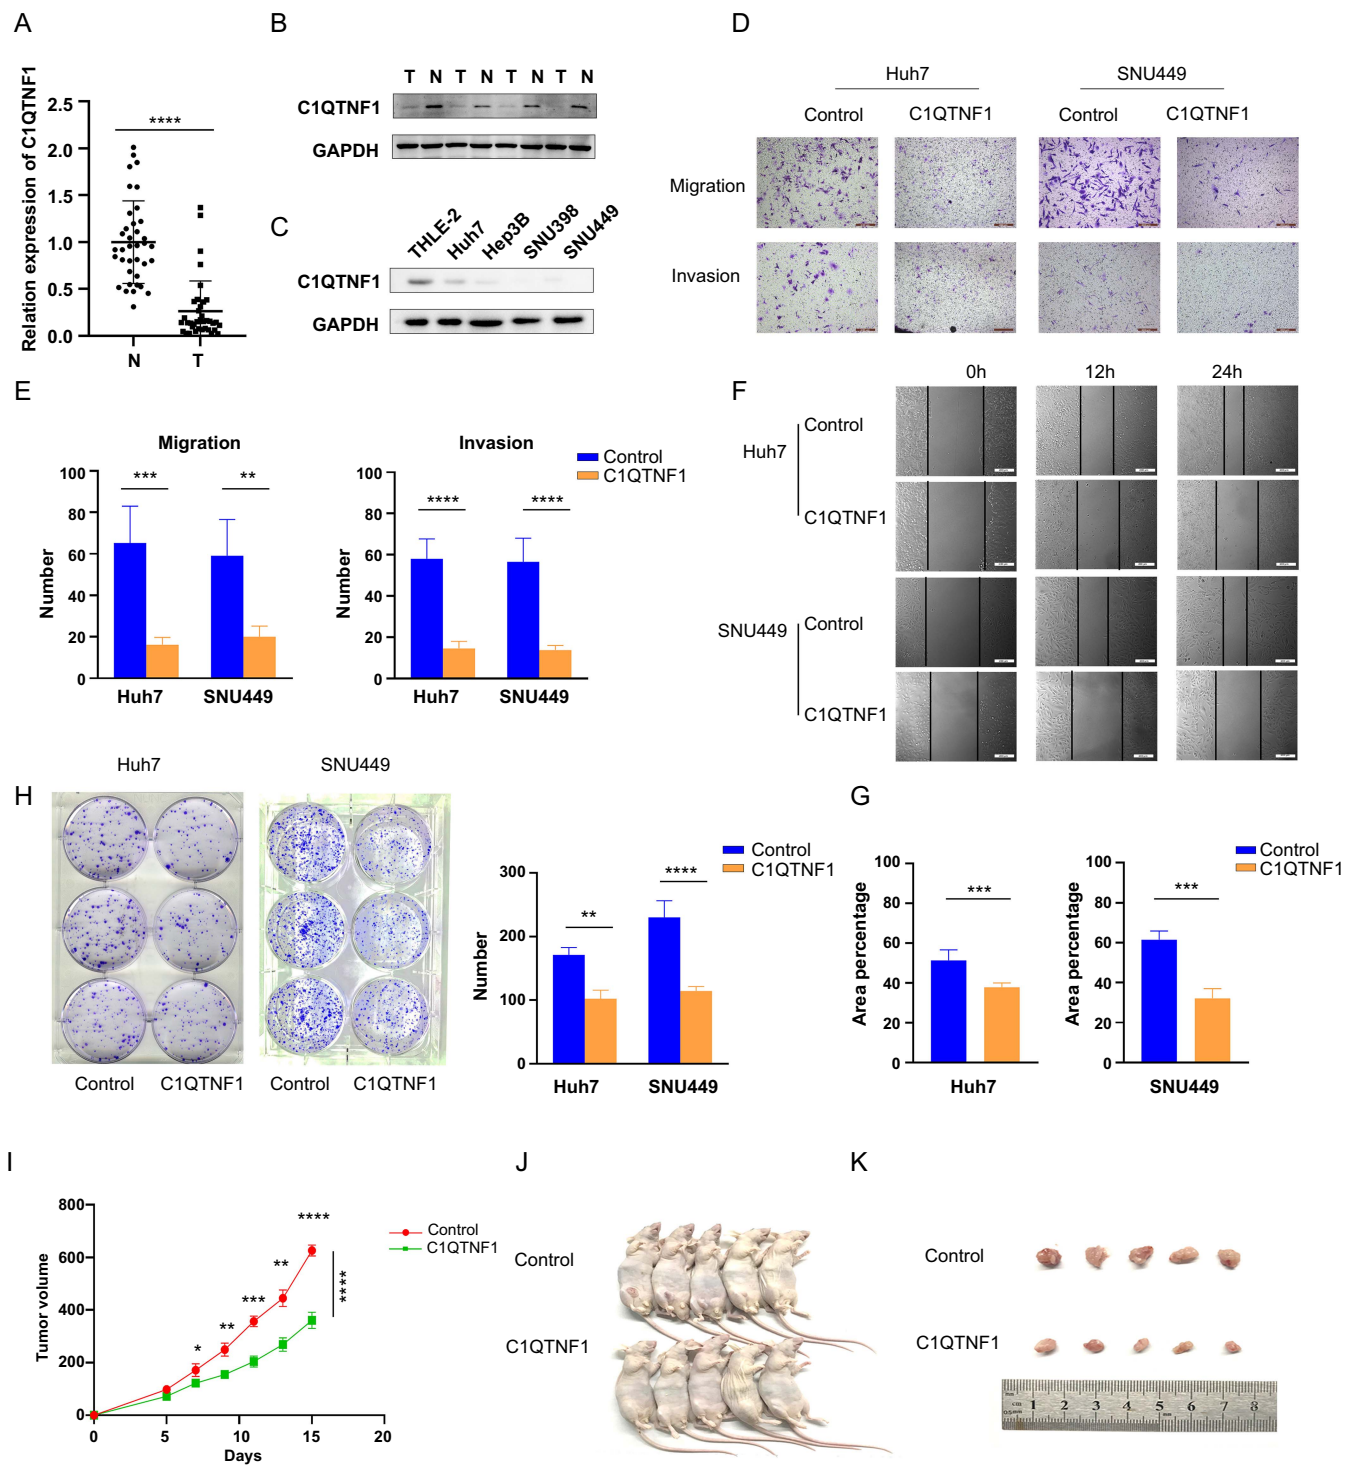 A
Relation expression of C1QTNF1
2.5
2.0
1.5
1.0
0.5
0.0
****
N
T
B
T N T N T N T N
C1QTNF1
GAPDH
C
THLE-2
Huh7
Hep3B
SNU398
SNU449
C1QTNF1
GAPDH
D
Huh7
SNU449
Control
C1QTNF1
Control
C1QTNF1
Migration
Invasion
E
Migration
Number
100
80
60
40
20
0
***
**
Huh7
SNU449
Invasion
Number
100
80
60
40
20
0
****
****
Huh7
SNU449
Control
C1QTNF1
F
0h
12h
24h
Huh7
Control
C1QTNF1
SNU449
Control
C1QTNF1
H
Huh7
SNU449
Control
C1QTNF1
Control
C1QTNF1
Number
300
200
100
0
**
****
Huh7
SNU449
Control
C1QTNF1
G
Area percentage
100
80
60
40
20
0
***
Huh7
Area percentage
100
80
60
40
20
0
***
SNU449
Control
C1QTNF1
I
Tumor volume
800
600
400
200
0
0
5
10
15
20
Days
*
**
***
**
****
****
Control
C1QTNF1
J
Control
C1QTNF1
K
Control
C1QTNF1
mm
cm 1 2 3 4 5 6 7 8
0.5mm
mm